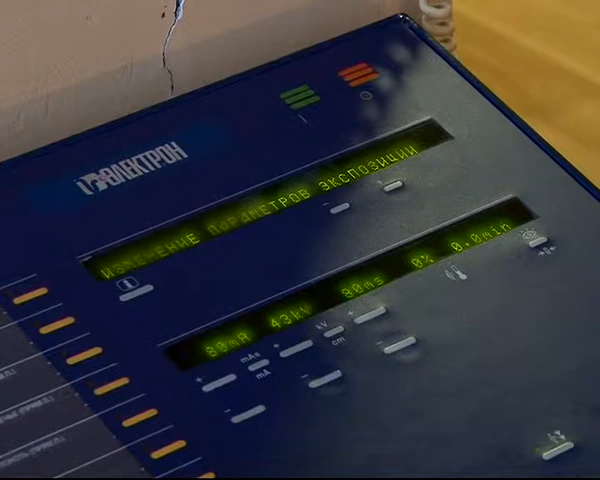 ЭЛЕКТРОН
ИЗМЕНЕНИЕ ПАРАМЕТРОВ ЭКСПОЗИЦИИ
80mA 43kV 80ms 0% 0.0min
+ mAs + kV +
mA cm
- - -